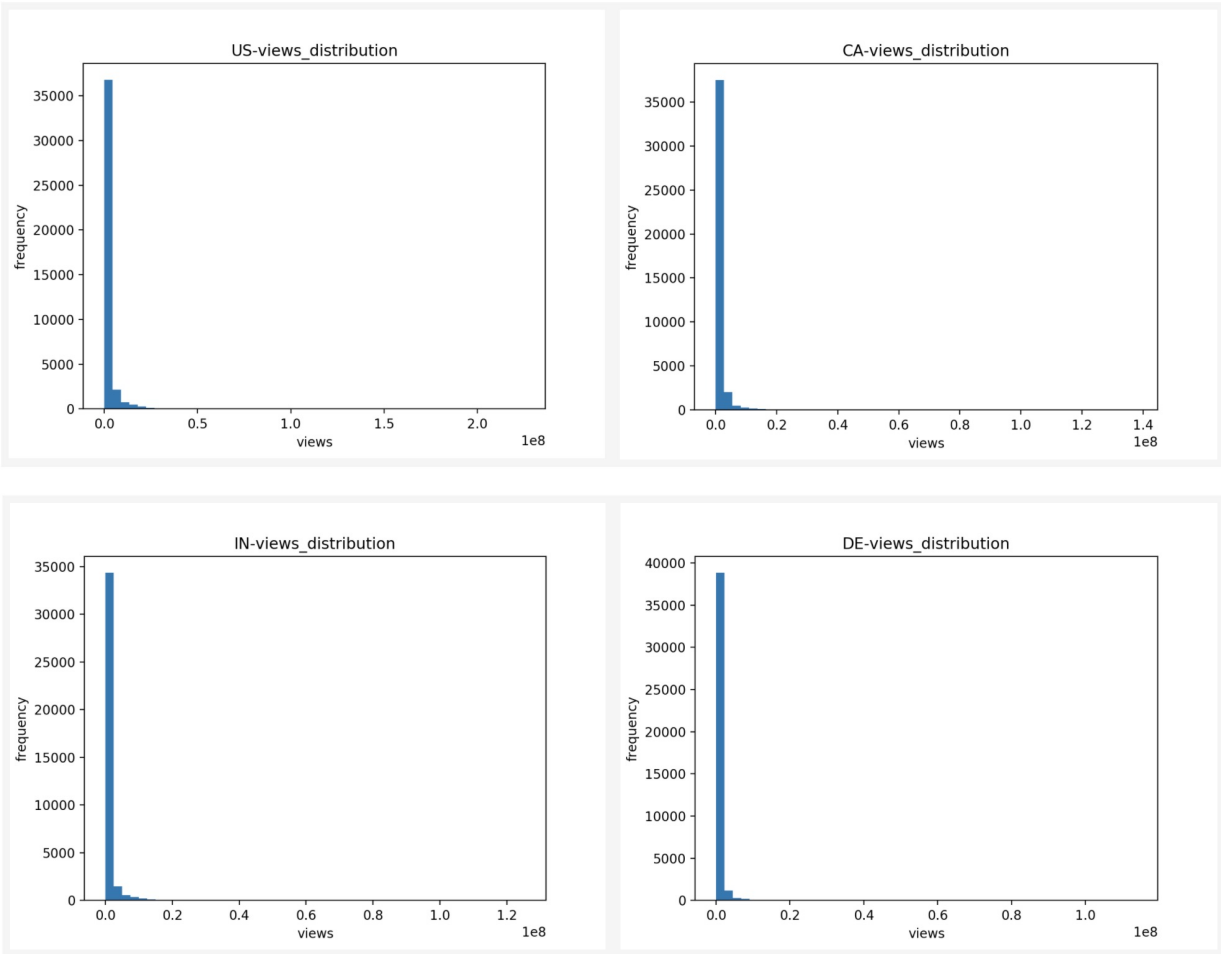 US-views_distribution
35000
30000
25000
20000
15000
10000
5000
0
frequency
0.0 0.5 1.0 1.5 2.0
1e8
views
CA-views_distribution
35000
30000
25000
20000
15000
10000
5000
0
frequency
0.0 0.2 0.4 0.6 0.8 1.0 1.2 1.4
1e8
views
IN-views_distribution
35000
30000
25000
20000
15000
10000
5000
0
frequency
0.0 0.2 0.4 0.6 0.8 1.0 1.2
1e8
views
DE-views_distribution
40000
35000
30000
25000
20000
15000
10000
5000
0
frequency
0.0 0.2 0.4 0.6 0.8 1.0
1e8
views